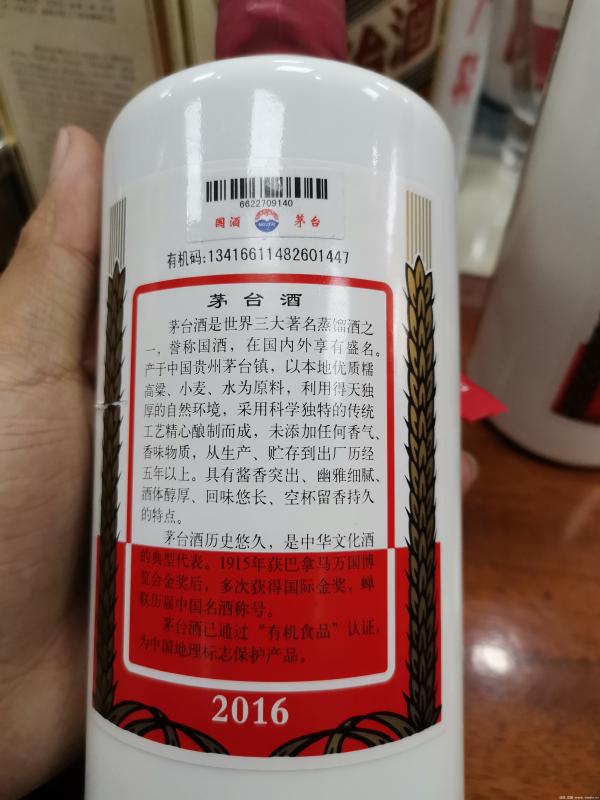 台酒
6622709140
国酒 茅台
有机码:13416611482601447
茅台酒
茅台酒是世界三大著名蒸馏酒之
一，誉称国酒，在国内外享有盛名。
产于中国贵州茅台镇，以本地优质糯
高粱、小麦、水为原料，利用得天独
厚的自然环境，采用科学独特的传统
工艺精心酿制而成，未添加任何香气、
香味物质，从生产、贮存到出厂历经
五年以上。具有酱香突出、幽雅细腻、
酒体醇厚、回味悠长、空杯留香持久
的特点。
茅台酒历史悠久，是中华文化酒
的典型代表。1915年获巴拿马万国博
览会金奖后，多次获得国际金奖，蝉
联历届中国名酒称号。
茅台酒已通过“有机食品”认证，
为中国地理标志保护产品。
2016